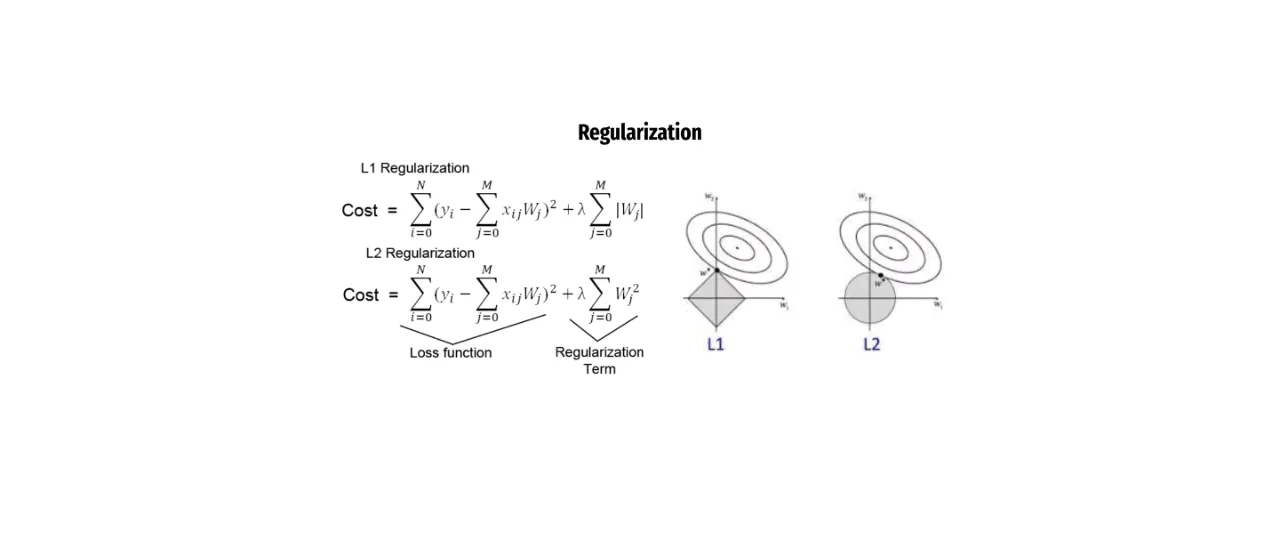 Regularization
L1 Regularization
Cost = $\sum_{i=0}^{N} (y_i - \sum_{j=0}^{M} x_{ij} W_j)^2 + \lambda \sum_{j=0}^{M} |W_j|$
L2 Regularization
Cost = $\sum_{i=0}^{N} (y_i - \sum_{j=0}^{M} x_{ij} W_j)^2 + \lambda \sum_{j=0}^{M} W_j^2$
Loss function
Regularization
Term
w*
w₁
L1
w*
w₁
L2